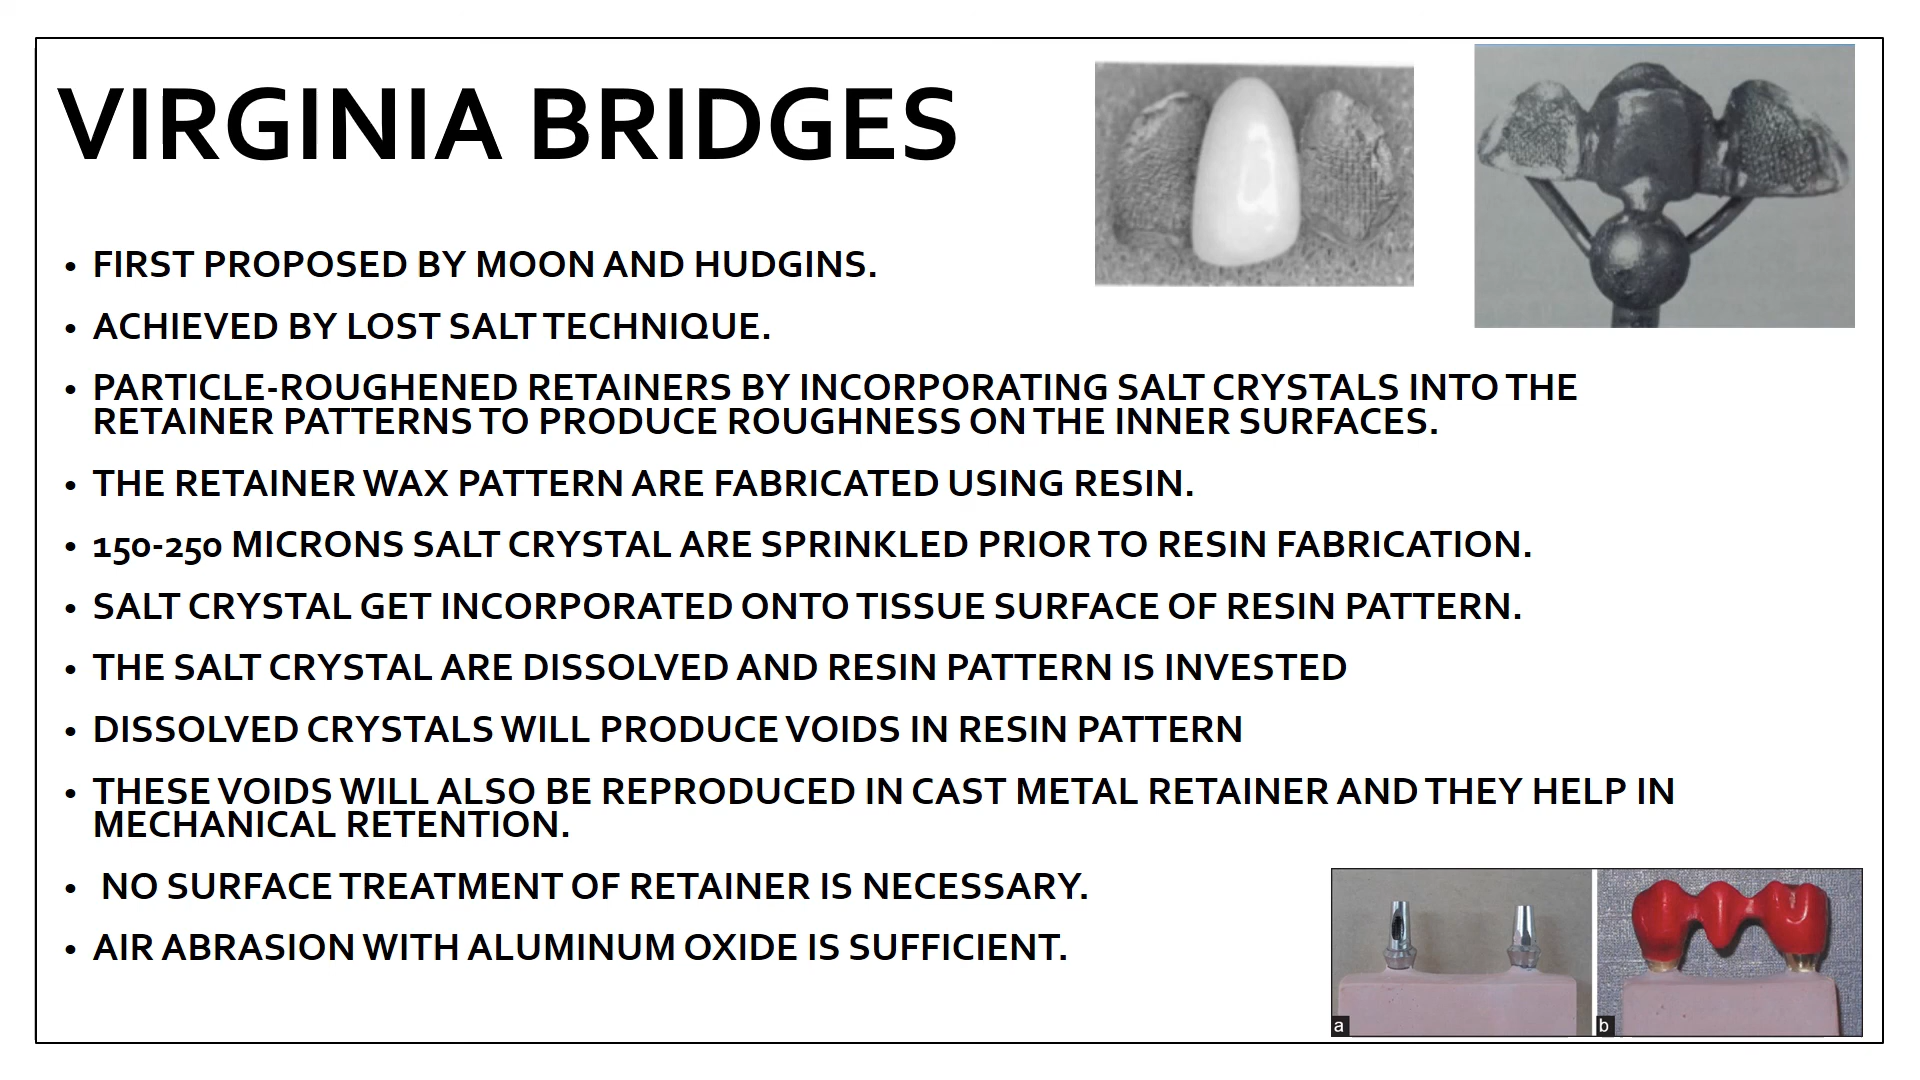 VIRGINIA BRIDGES
• FIRST PROPOSED BY MOON AND HUDGINS.
• ACHIEVED BY LOST SALT TECHNIQUE.
• PARTICLE-ROUGHENED RETAINERS BY INCORPORATING SALT CRYSTALS INTO THE
RETAINER PATTERNS TO PRODUCE ROUGHNESS ON THE INNER SURFACES.
• THE RETAINER WAX PATTERN ARE FABRICATED USING RESIN.
• 150-250 MICRONS SALT CRYSTAL ARE SPRINKLED PRIOR TO RESIN FABRICATION.
• SALT CRYSTAL GET INCORPORATED ONTO TISSUE SURFACE OF RESIN PATTERN.
• THE SALT CRYSTAL ARE DISSOLVED AND RESIN PATTERN IS INVESTED
• DISSOLVED CRYSTALS WILL PRODUCE VOIDS IN RESIN PATTERN
• THESE VOIDS WILL ALSO BE REPRODUCED IN CAST METAL RETAINER AND THEY HELP IN
MECHANICAL RETENTION.
• NO SURFACE TREATMENT OF RETAINER IS NECESSARY.
• AIR ABRASION WITH ALUMINUM OXIDE IS SUFFICIENT.
a
b